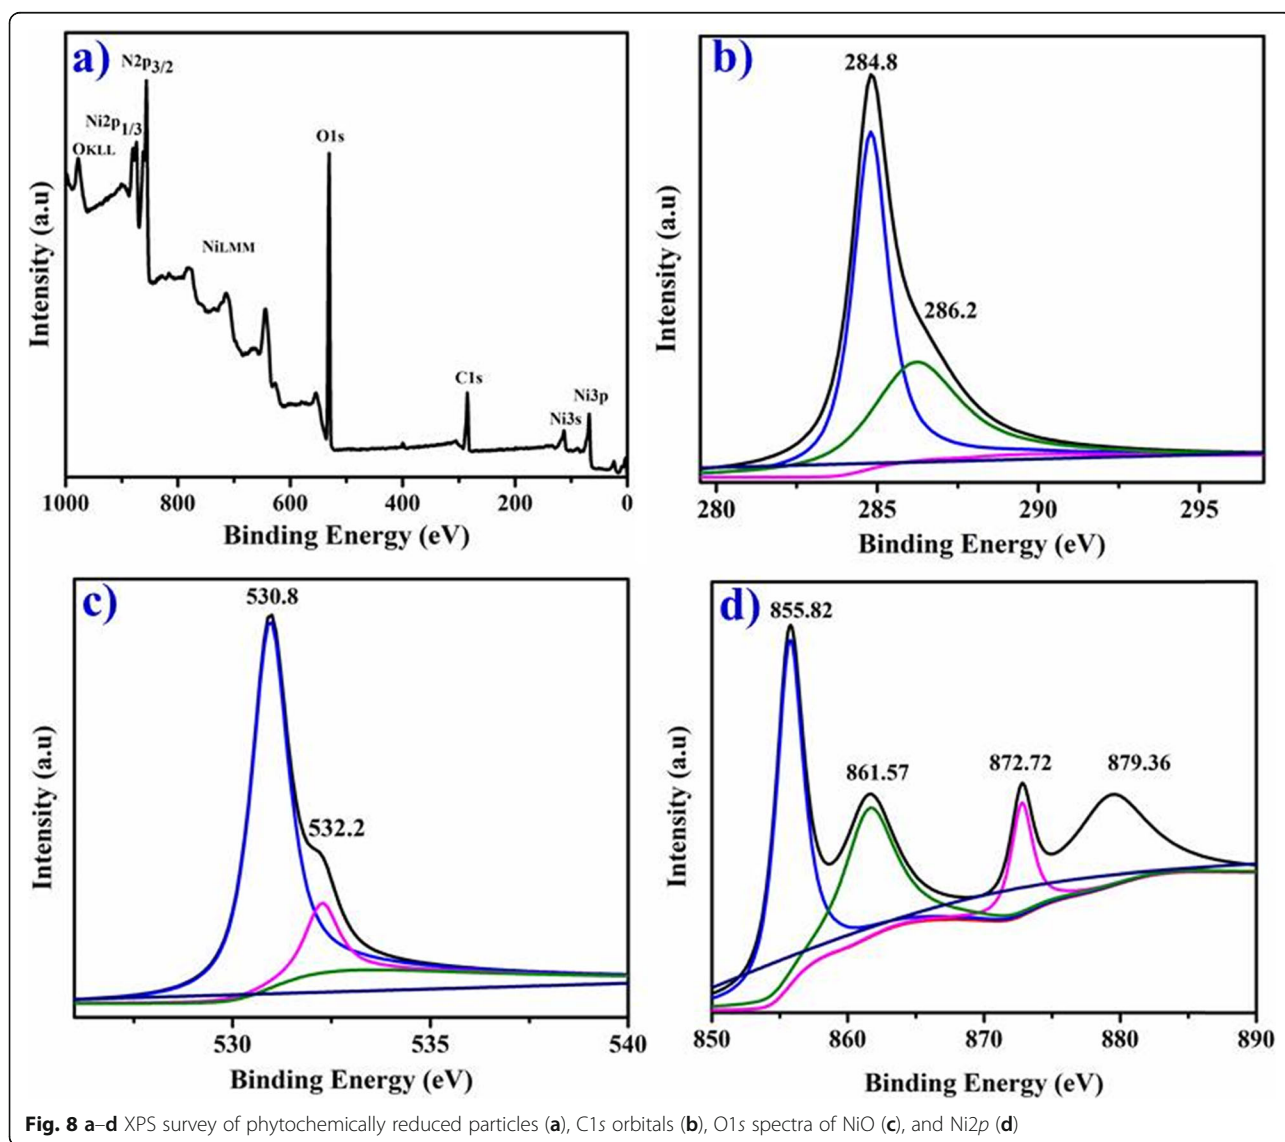 a)
N2p3/2
Ni2p1/3
OKLL
NiLMM
O1s
C1s
Ni3s
Ni3p
Intensity (a.u)
1000 800 600 400 200 0
Binding Energy (eV)
b)
284.8
286.2
Intensity (a.u)
280 285 290 295
Binding Energy (eV)
c)
530.8
532.2
Intensity (a.u)
530 535 540
Binding Energy (eV)
d)
855.82
861.57
872.72
879.36
Intensity (a.u)
850 860 870 880 890
Binding Energy (eV)
Fig. 8 a–d XPS survey of phytochemically reduced particles (a), C1s orbitals (b), O1s spectra of NiO (c), and Ni2p (d)